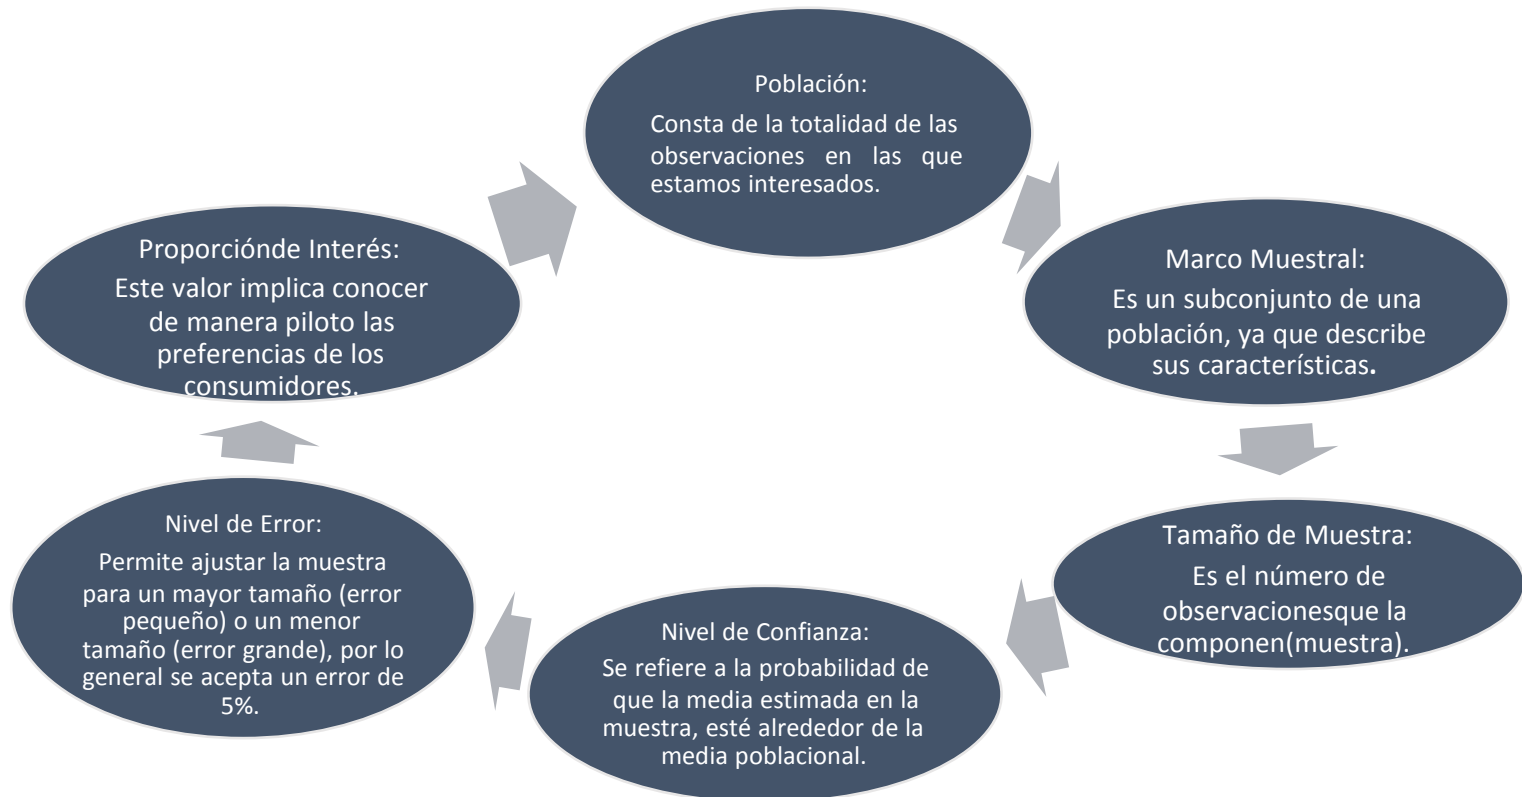 Población:
Consta de la totalidad de las
observaciones en las que
estamos interesados.
Marco Muestral:
Es un subconjunto de una
población, ya que describe
sus características.
Tamaño de Muestra:
Es el número de
observacionesque la
componen(muestra).
Nivel de Confianza:
Se refiere a la probabilidad de
que la media estimada en la
muestra, esté alrededor de la
media poblacional.
Nivel de Error:
Permite ajustar la muestra
para un mayor tamaño (error
pequeño) o un menor
tamaño (error grande), por lo
general se acepta un error de
5%.
Proporciónde Interés:
Este valor implica conocer
de manera piloto las
preferencias de los
consumidores.